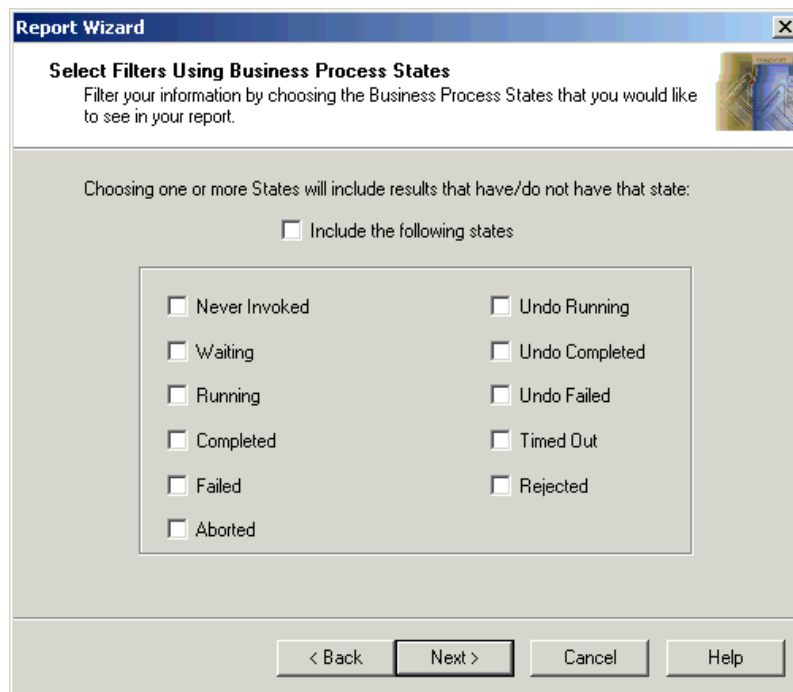 Report Wizard
Select Filters Using Business Process States
Filter your information by choosing the Business Process States that you would like
to see in your report.
Report
Choosing one or more States will include results that have/do not have that state:
Include the following states
Never Invoked
Undo Running
Waiting
Undo Completed
Running
Undo Failed
Completed
Timed Out
Failed
Rejected
Aborted
< Back
Next >
Cancel
Help